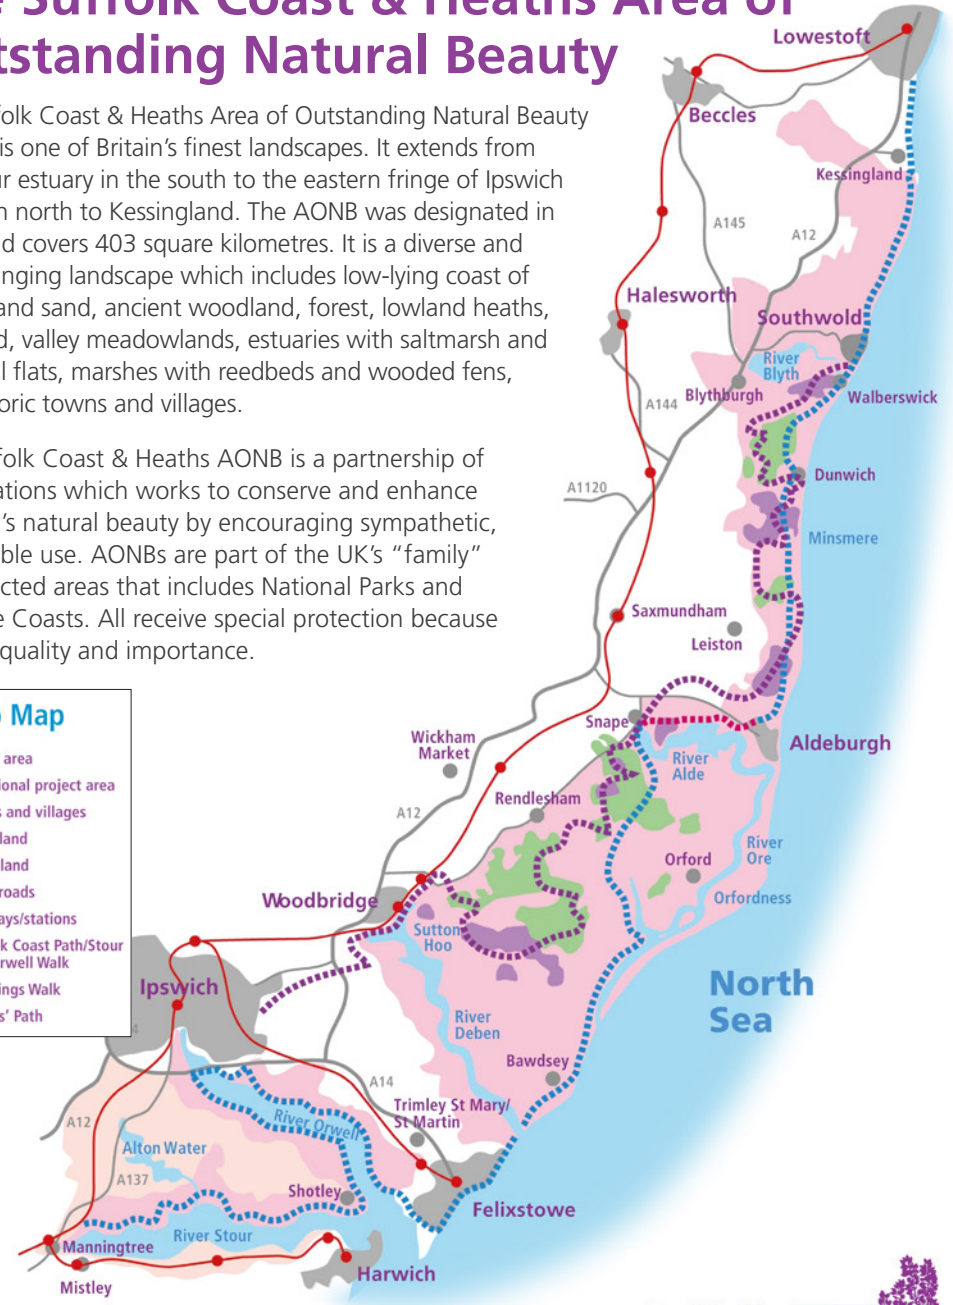 e Suffolk Coast & Heaths Area of
tstanding Natural Beauty
folk Coast & Heaths Area of Outstanding Natural Beauty
is one of Britain's finest landscapes. It extends from
ur estuary in the south to the eastern fringe of Ipswich
n north to Kessingland. The AONB was designated in
d covers 403 square kilometres. It is a diverse and
nging landscape which includes low-lying coast of
and sand, ancient woodland, forest, lowland heaths,
d, valley meadowlands, estuaries with saltmarsh and
l flats, marshes with reedbeds and wooded fens,
oric towns and villages.
folk Coast & Heaths AONB is a partnership of
ations which works to conserve and enhance
's natural beauty by encouraging sympathetic,
ble use. AONBs are part of the UK's “family”
cted areas that includes National Parks and
e Coasts. All receive special protection because
quality and importance.
Map
area
ional project area
s and villages
land
land
roads
ays/stations
k Coast Path/Stour
rwell Walk
ings Walk
s' Path
Lowestoft
Beccles
Kessingland
A145
A12
Halesworth
Southwold
River
Blyth
Blythburgh
Walberswick
A144
Dunwich
A1120
Minsmere
Saxmundham
Leiston
Snape
Aldeburgh
Wickham
Market
River
Alde
Rendlesham
A12
River
Ore
Orford
Orfordness
Woodbridge
Sutton
Hoo
Ipswich
North
Sea
4
River
Deben
Bawdsey
A14
Trimley St Mary/
St Martin
A12
River Orwell
Alton Water
A137
Shotley
Felixstowe
River Stour
Manningtree
Harwich
Mistley